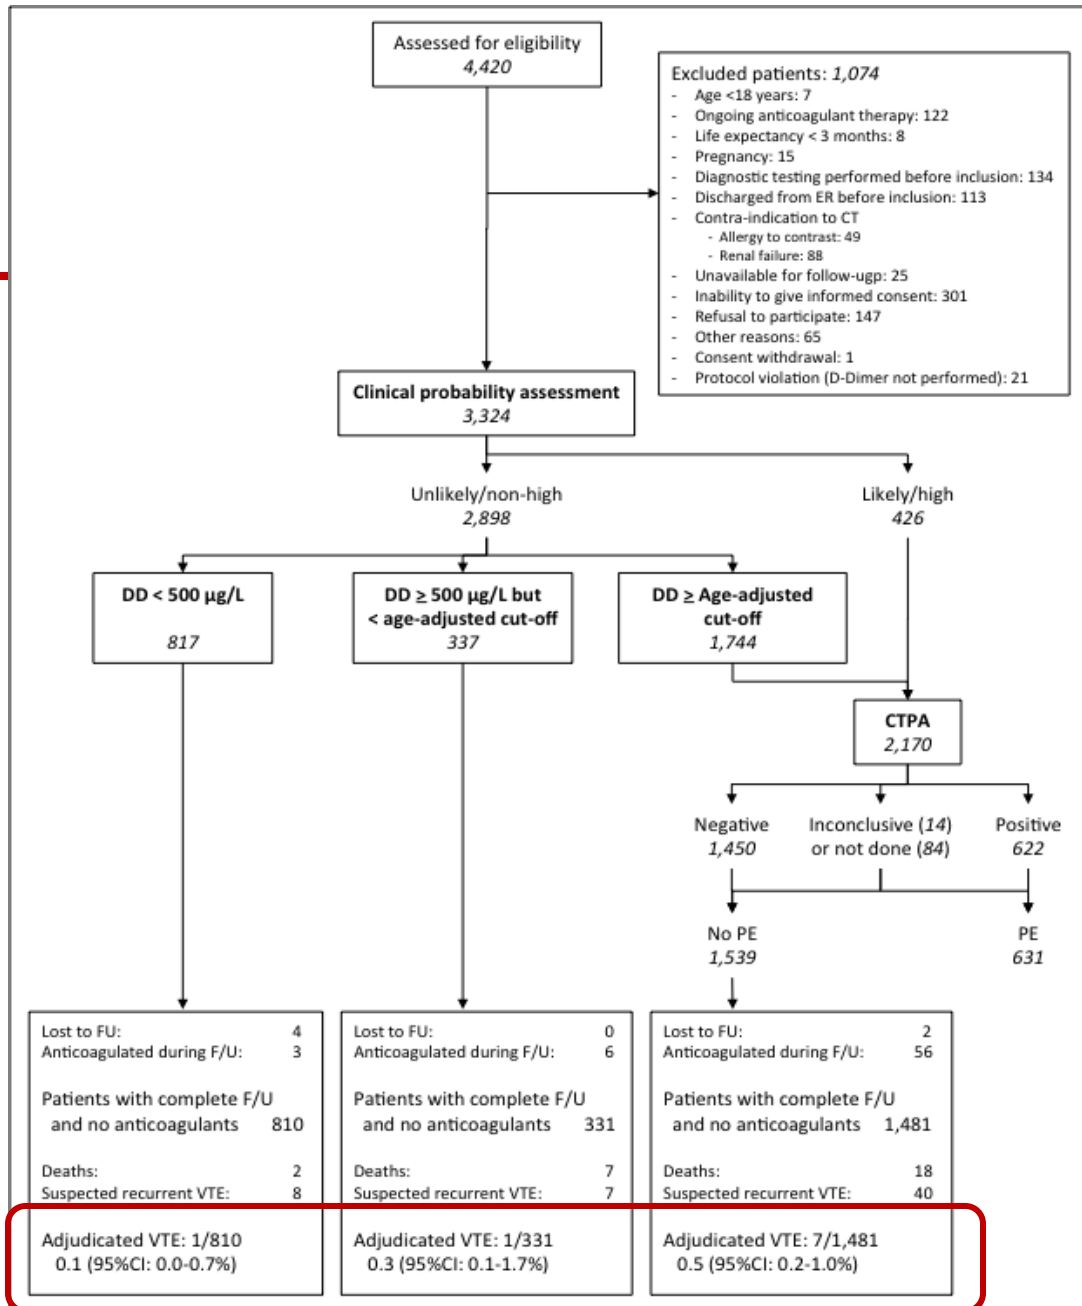 Assessed for eligibility
4,420
Excluded patients: 1,074
- Age <18 years: 7
- Ongoing anticoagulant therapy: 122
- Life expectancy < 3 months: 8
- Pregnancy: 15
- Diagnostic testing performed before inclusion: 134
- Discharged from ER before inclusion: 113
- Contra-indication to CT
- Allergy to contrast: 49
- Renal failure: 88
- Unavailable for follow-ugp: 25
- Inability to give informed consent: 301
- Refusal to participate: 147
- Other reasons: 65
- Consent withdrawal: 1
- Protocol violation (D-Dimer not performed): 21
Clinical probability assessment
3,324
Unlikely/non-high
2,898
Likely/high
426
DD < 500 µg/L
817
DD ≥ 500 µg/L but
< age-adjusted cut-off
337
DD ≥ Age-adjusted
cut-off
1,744
CTPA
2,170
Negative
1,450
Inconclusive (14)
or not done (84)
Positive
622
No PE
1,539
PE
631
Lost to FU: 4
Anticoagulated during F/U: 3
Patients with complete F/U
and no anticoagulants 810
Deaths: 2
Suspected recurrent VTE: 8
Adjudicated VTE: 1/810
0.1 (95%CI: 0.0-0.7%)
Lost to FU: 0
Anticoagulated during F/U: 6
Patients with complete F/U
and no anticoagulants 331
Deaths: 7
Suspected recurrent VTE: 7
Adjudicated VTE: 1/331
0.3 (95%CI: 0.1-1.7%)
Lost to FU: 2
Anticoagulated during F/U: 56
Patients with complete F/U
and no anticoagulants 1,481
Deaths: 18
Suspected recurrent VTE: 40
Adjudicated VTE: 7/1,481
0.5 (95%CI: 0.2-1.0%)